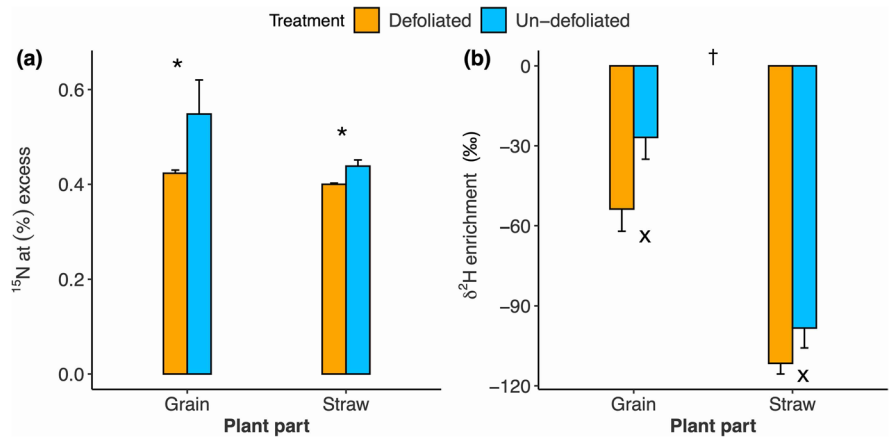 Treatment Defoliated Un-defoliated
(a)
*
*
0.6
0.4
0.2
0.0
¹⁵N at (%) excess
Grain Straw
Plant part
(b)
†
0
−30
−60
−90
−120
x
x
δ²H enrichment (‰)
Grain Straw
Plant part